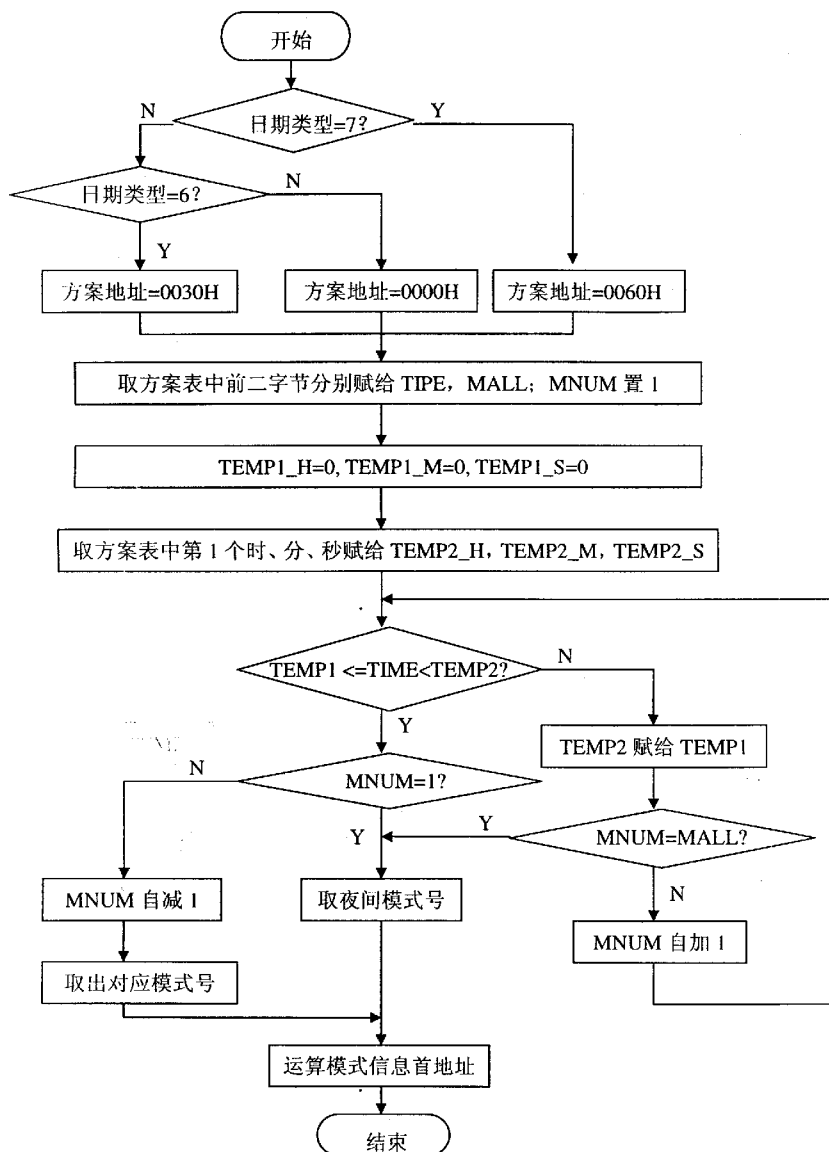 开始
N
Y
日期类型=7?
日期类型=6?
N
Y
方案地址=0030H
方案地址=0000H
方案地址=0060H
取方案表中前二字节分别赋给 TIPE, MALL; MNUM 置 1
TEMP1_H=0, TEMP1_M=0, TEMP1_S=0
取方案表中第 1 个时、分、秒赋给 TEMP2_H, TEMP2_M, TEMP2_S
TEMP1 <=TIME<TEMP2?
N
Y
TEMP2 赋给 TEMP1
N
MNUM=1?
Y
Y
MNUM=MALL?
MNUM 自减 1
取夜间模式号
N
MNUM 自加 1
取出对应模式号
运算模式信息首地址
结束